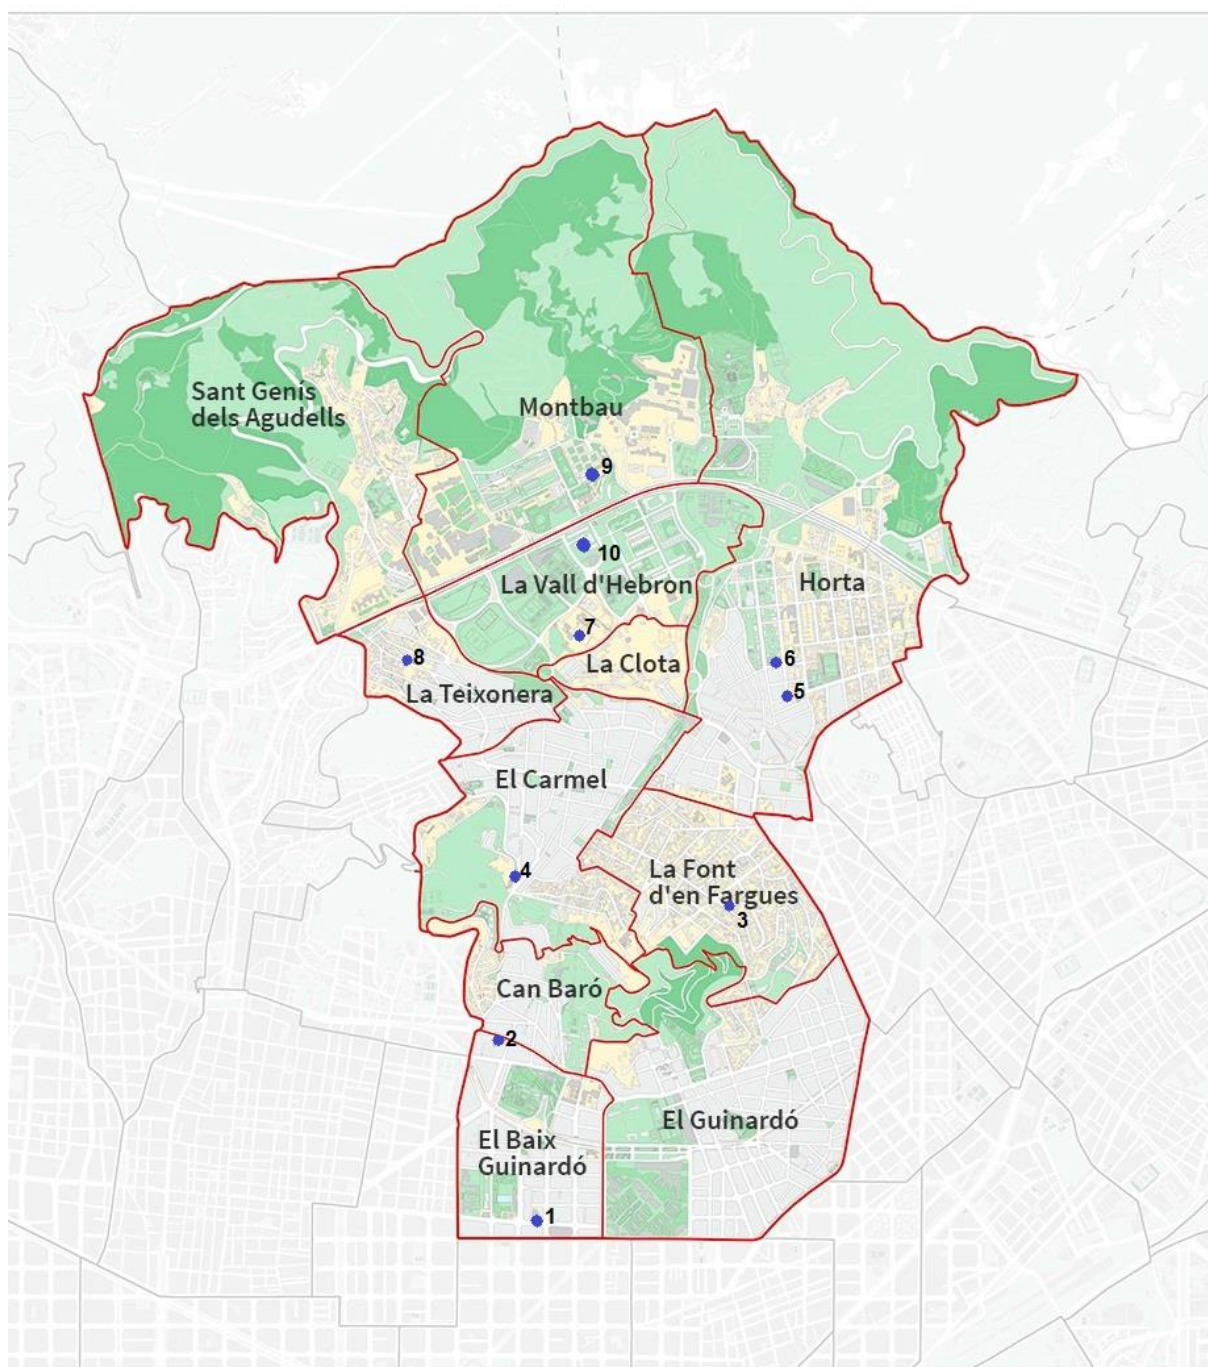 Sant Genís
dels Agudells
Montbau
9
10
La Vall d'Hebron
Horta
7
8
La Clota
6
La Teixonera
5
El Carmel
4
La Font
d'en Fargues
3
Can Baró
2
El Guinardó
El Baix
Guinardó
1